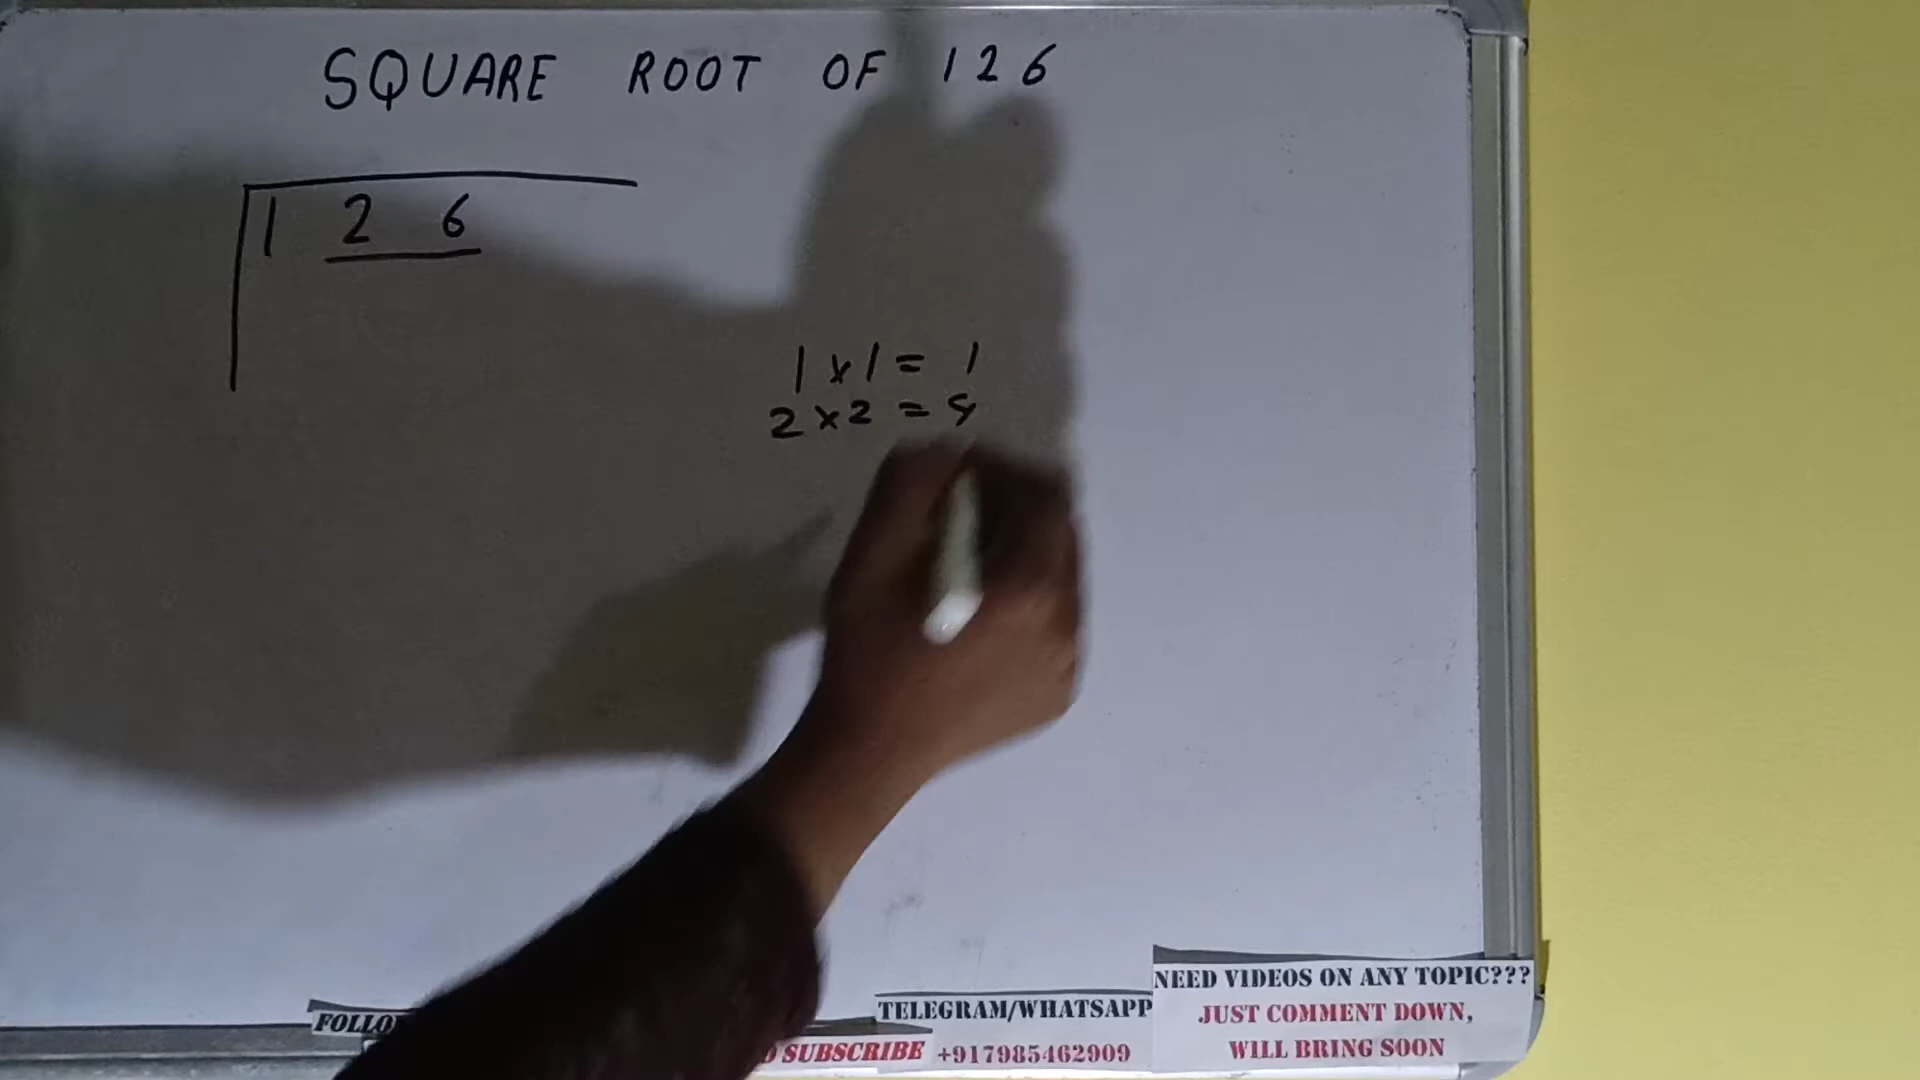 SQUARE ROOT OF 126
1 2 6
1 x 1 = 1
2 x 2 = 4
NEED VIDEOS ON ANY TOPIC???
JUST COMMENT DOWN,
WILL BRING SOON
TELEGRAM/WHATSAPP
+917985462909
SUBSCRIBE